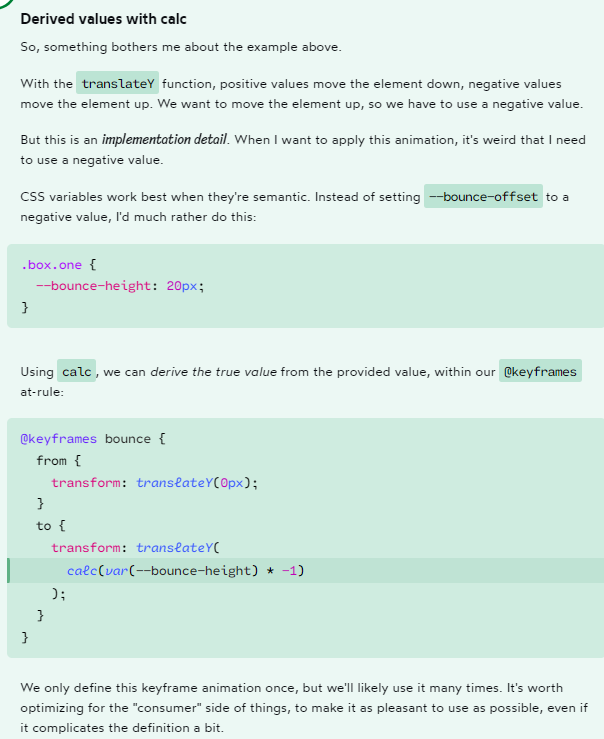 Derived values with calc
So, something bothers me about the example above.
With the translateY function, positive values move the element down, negative values
move the element up. We want to move the element up, so we have to use a negative value.
But this is an implementation detail. When I want to apply this animation, it's weird that I need
to use a negative value.
CSS variables work best when they're semantic. Instead of setting --bounce-offset to a
negative value, I'd much rather do this:
.box.one {
--bounce-height: 20px;
}
Using calc, we can derive the true value from the provided value, within our @keyframes
at-rule:
@keyframes bounce {
from {
transform: translateY(0px);
}
to {
transform: translateY(
calc(var(--bounce-height) * -1)
);
}
}
We only define this keyframe animation once, but we'll likely use it many times. It's worth
optimizing for the "consumer" side of things, to make it as pleasant to use as possible, even if
it complicates the definition a bit.